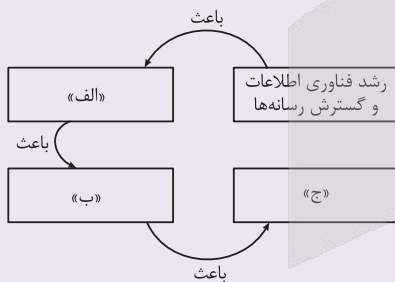 باعث
رشد فناوری اطلاعات
و گسترش رسانه‌ها
«الف»
باعث
«ب»
«ج»
باعث